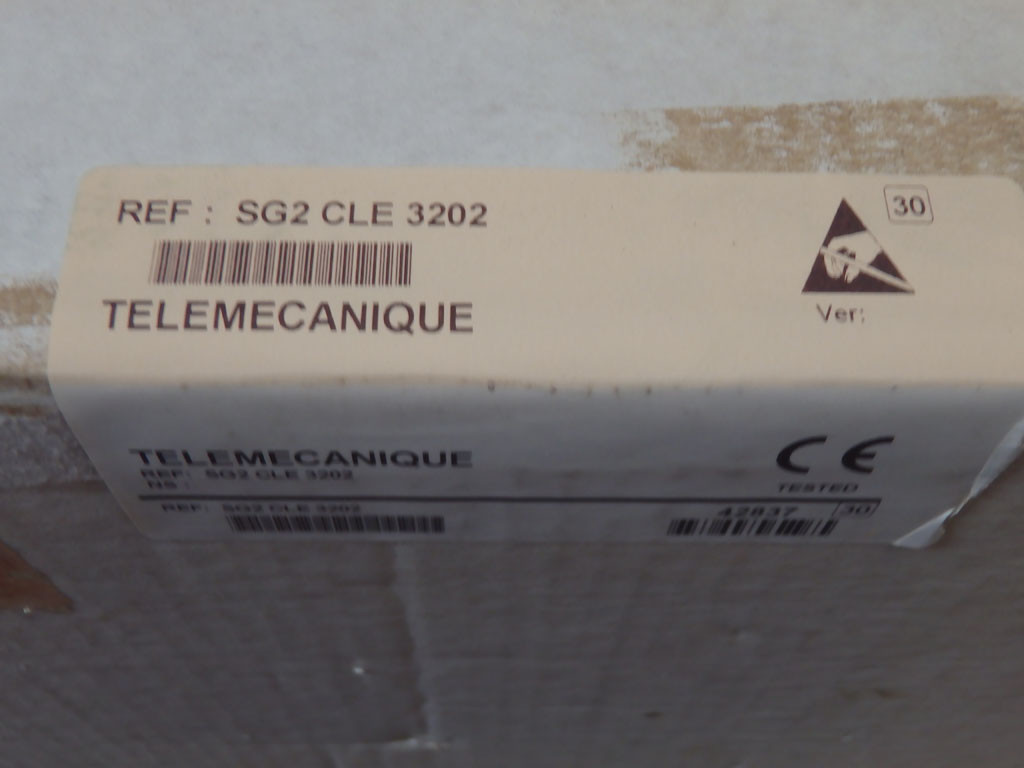 REF : SG2 CLE 3202
30
TELEMECANIQUE
Ver:
TELEMECANIQUE
REF: SG2 CLE 3202
NS :
CE
TESTED
REF: SG2 CLE 3202
42837
30